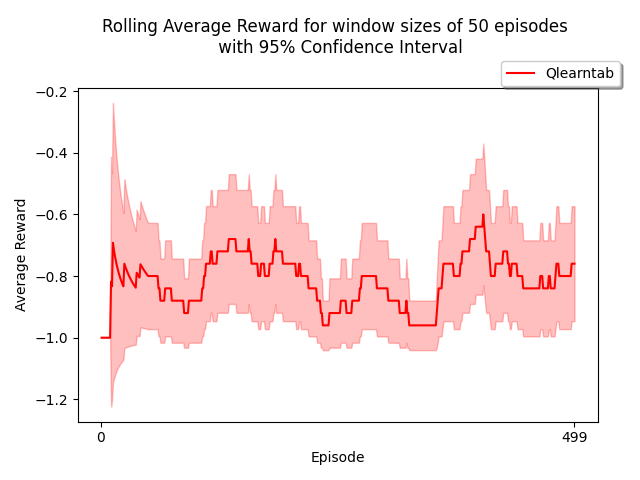 Rolling Average Reward for window sizes of 50 episodes
with 95% Confidence Interval
Qlearntab
−0.2
−0.4
−0.6
−0.8
−1.0
−1.2
Average Reward
0
499
Episode